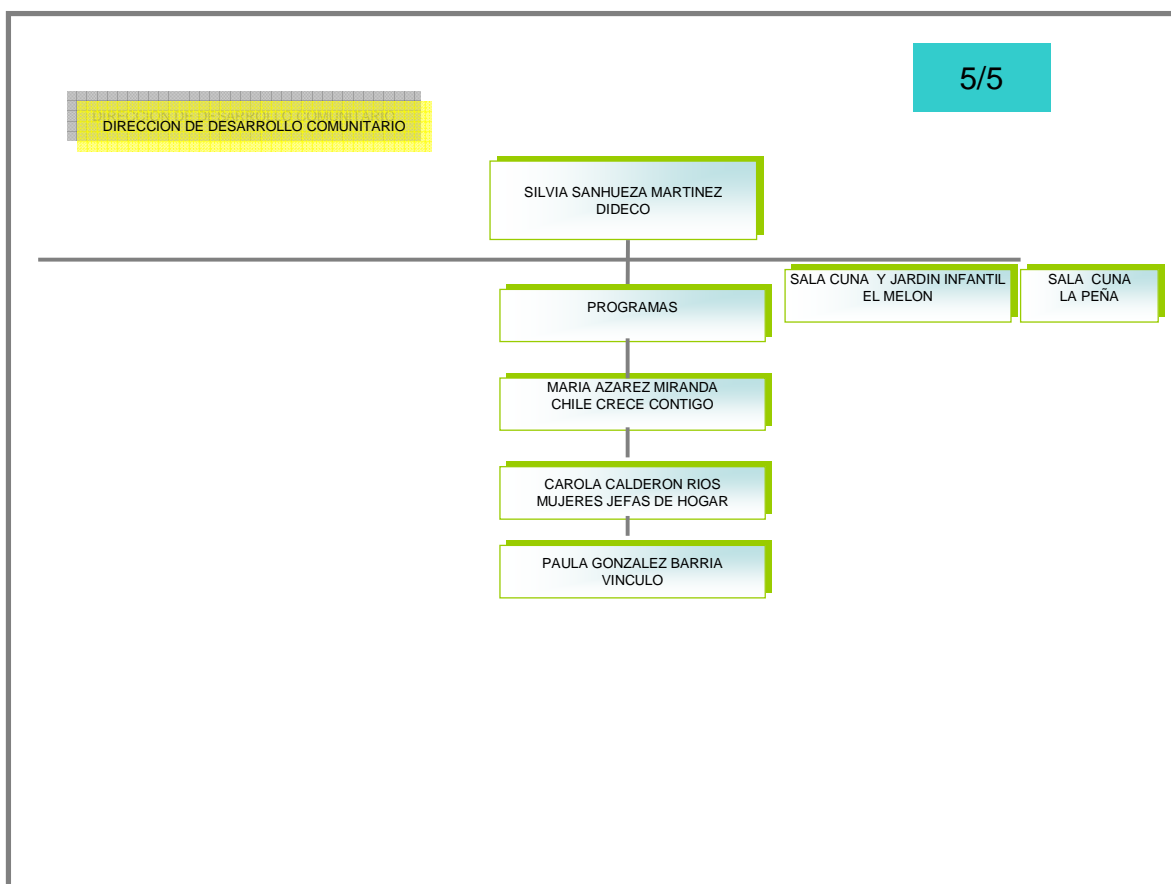 5/5
DIRECCION DE DESARROLLO COMUNITARIO
SILVIA SANHUEZA MARTINEZ
DIDECO
PROGRAMAS
SALA CUNA Y JARDIN INFANTIL
EL MELON
SALA CUNA
LA PEÑA
MARIA AZAREZ MIRANDA
CHILE CRECE CONTIGO
CAROLA CALDERON RIOS
MUJERES JEFAS DE HOGAR
PAULA GONZALEZ BARRIA
VINCULO